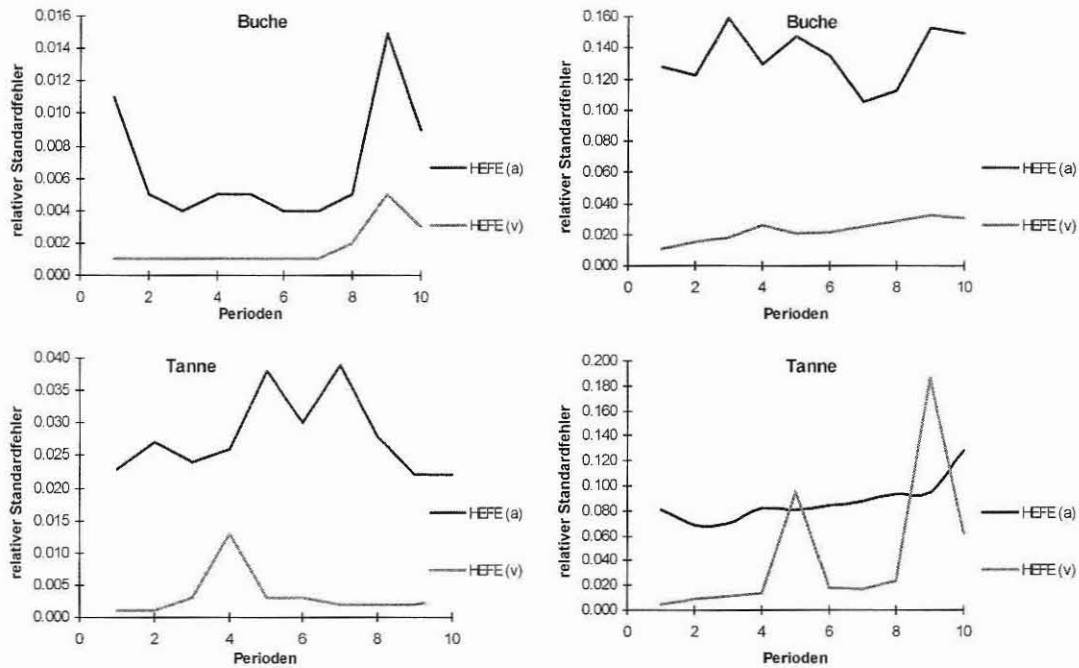 Buche
relativer Standardfehler
0.016
0.014
0.012
0.010
0.008
0.006
0.004
0.002
0.000
0 2 4 6 8 10
Perioden
HEFE (a)
HEFE (v)
Buche
relativer Standardfehler
0.160
0.140
0.120
0.100
0.080
0.060
0.040
0.020
0.000
0 2 4 6 8 10
Perioden
HEFE (a)
HEFE (v)
Tanne
relativer Standardfehler
0.040
0.035
0.030
0.025
0.020
0.015
0.010
0.005
0.000
0 2 4 6 8 10
Perioden
HEFE (a)
HEFE (v)
Tanne
relativer Standardfehler
0.200
0.180
0.160
0.140
0.120
0.100
0.080
0.060
0.040
0.020
0.000
0 2 4 6 8 10
Perioden
HEFE (a)
HEFE (v)